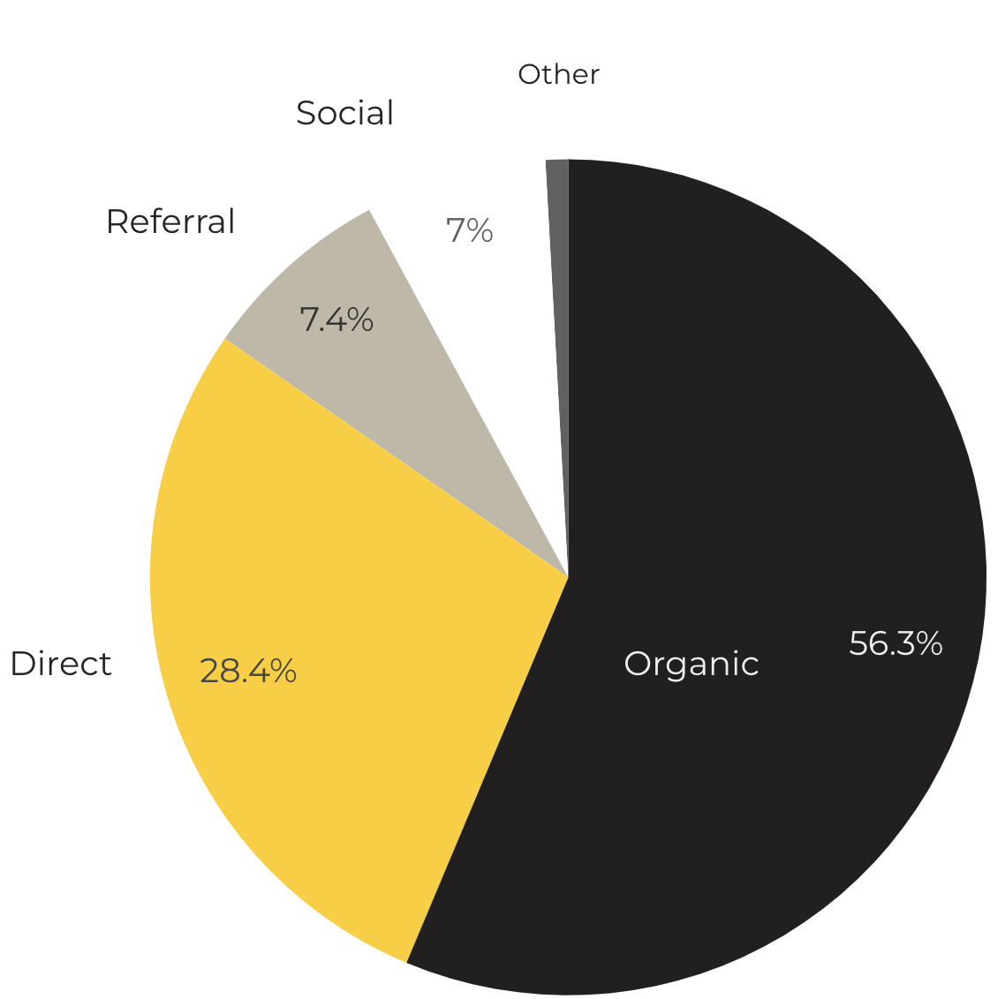 Other
Social
Referral
7%
7.4%
Direct
28.4%
Organic
56.3%